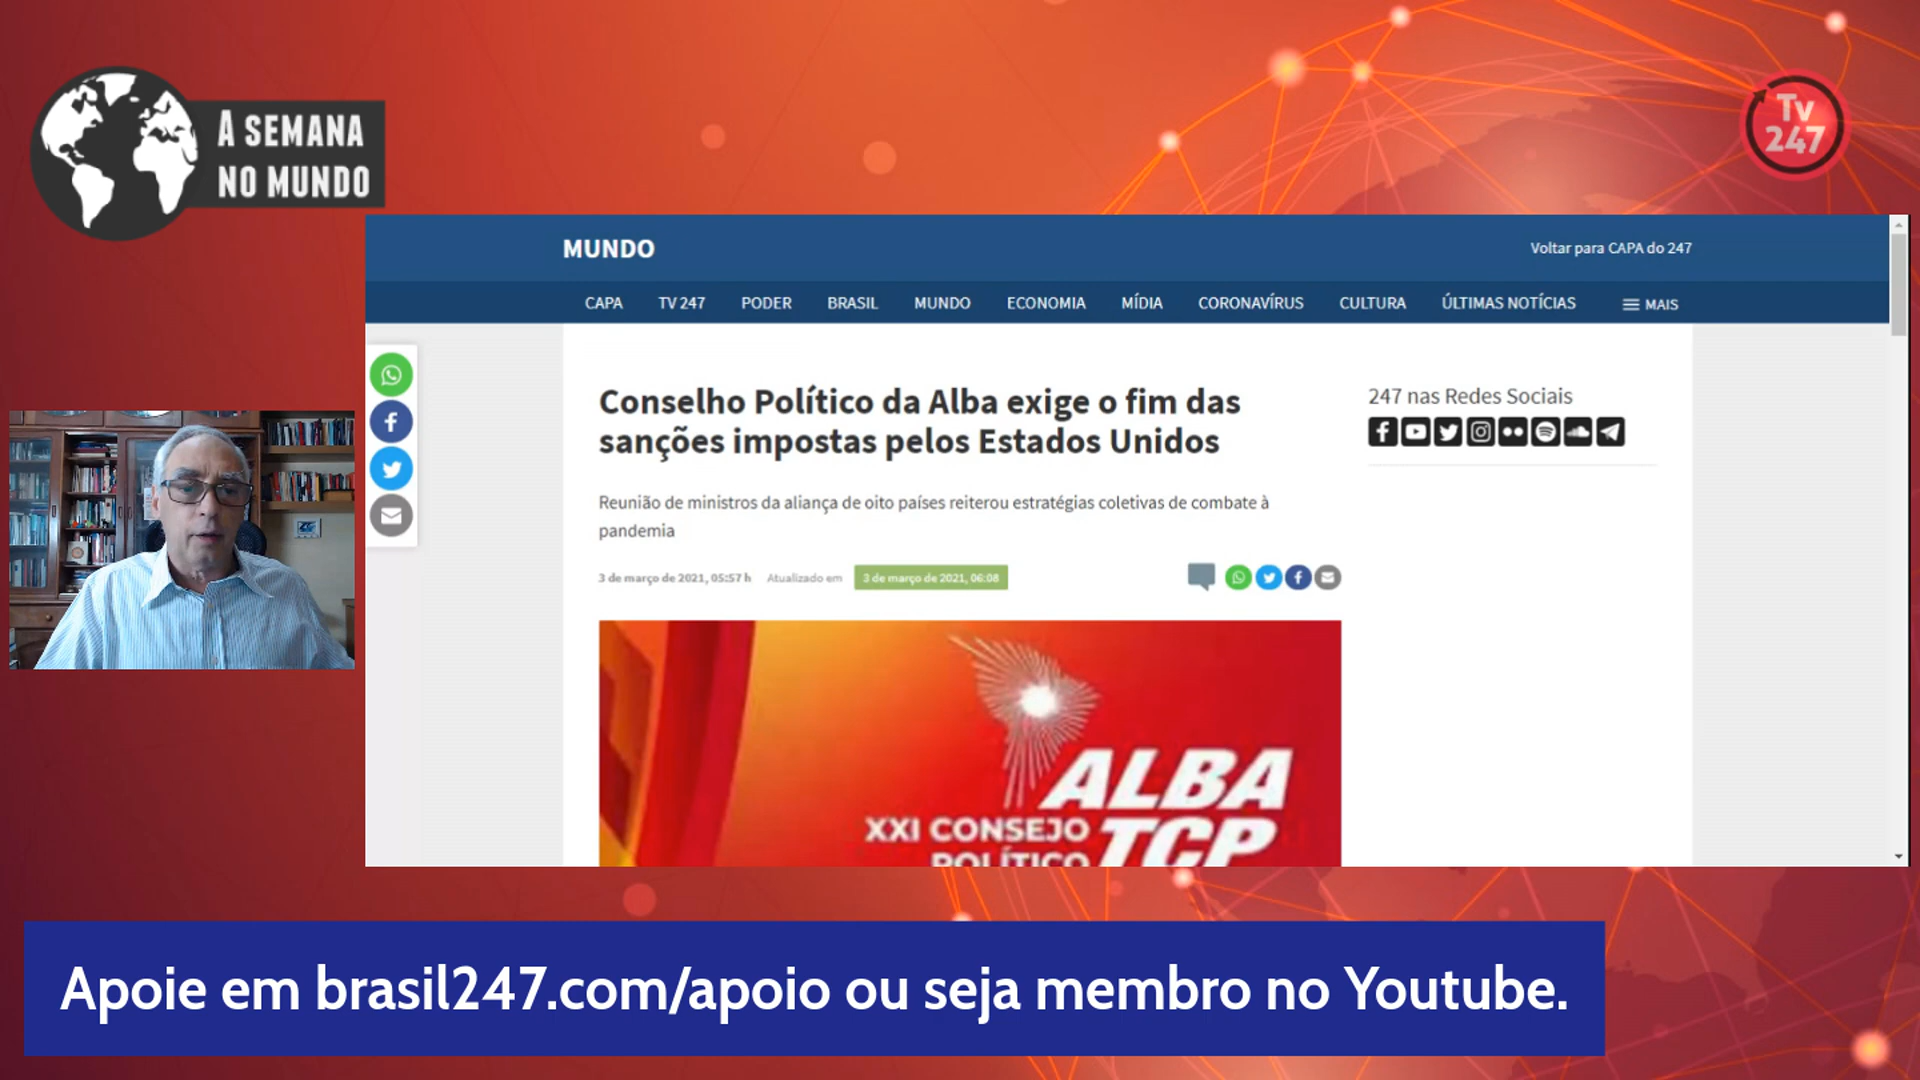 A SEMANA
NO MUNDO
Tv
247
MUNDO
Voltar para CAPA do 247
CAPA TV 247 PODER BRASIL MUNDO ECONOMIA MÍDIA CORONAVÍRUS CULTURA ÚLTIMAS NOTÍCIAS MAIS
Conselho Político da Alba exige o fim das
sanções impostas pelos Estados Unidos
247 nas Redes Sociais
Reunião de ministros da aliança de oito países reiterou estratégias coletivas de combate à
pandemia
3 de março de 2021, 05:57 h Atualizado em 3 de março de 2021, 06:08
ALBA
XXI CONSEJO TCP
POLÍTICO
Apoie em brasil247.com/apoio ou seja membro no Youtube.